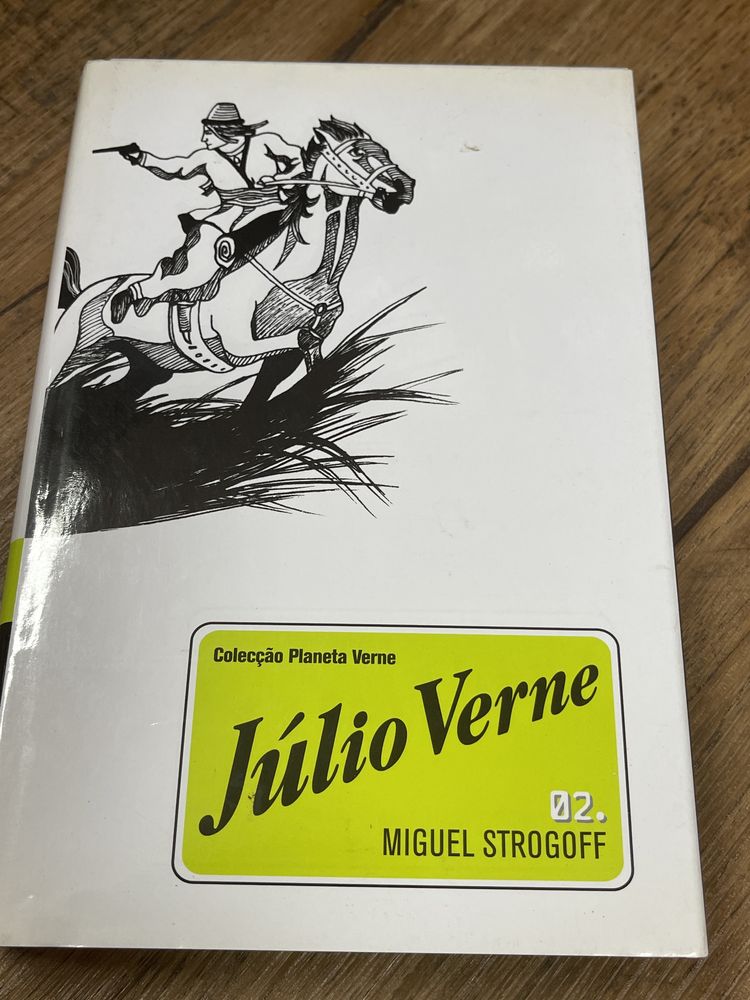 Colecção Planeta Verne
Júlio Verne
02.
MIGUEL STROGOFF